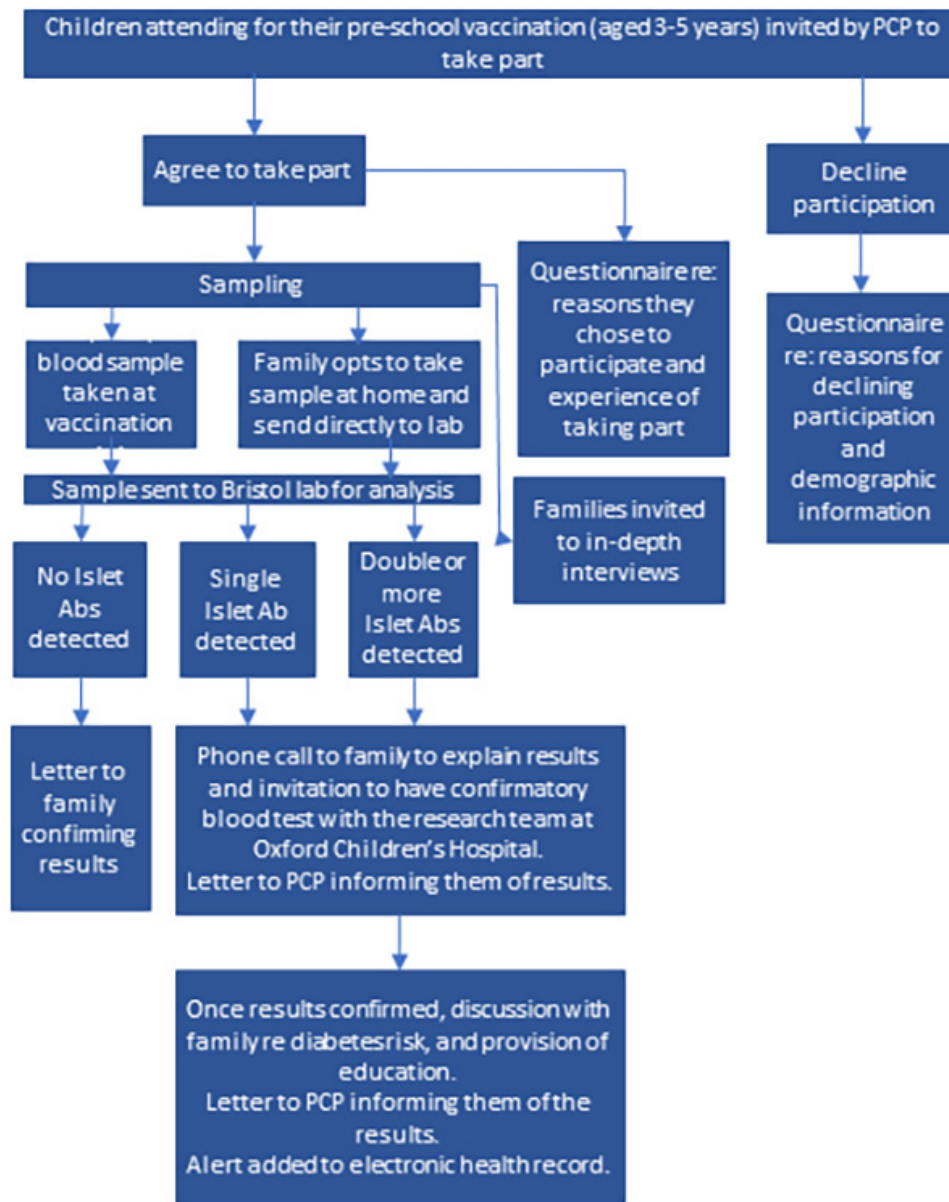 Children attending for their pre-school vaccination (aged 3-5 years) invited by PCP to
take part
Agree to take part
Decline
participation
Sampling
Questionnaire re:
reasons they
chose to
participate and
experience of
taking part
Questionnaire
re: reasons for
declining
participation
and
demographic
information
blood sample
taken at
vaccination
Family opts to take
sample at home and
send directly to lab
Sample sent to Bristol lab for analysis
Families invited
to in-depth
interviews
No Islet
Abs
detected
Single
Islet Ab
detected
Double or
more
Islet Abs
detected
Letter to
family
confirming
results
Phone call to family to explain results
and invitation to have confirmatory
blood test with the research team at
Oxford Children's Hospital.
Letter to PCP informing them of results.
Once results confirmed, discussion with
family re diabetes risk, and provision of
education.
Letter to PCP informing them of the
results.
Alert added to electronic health record.